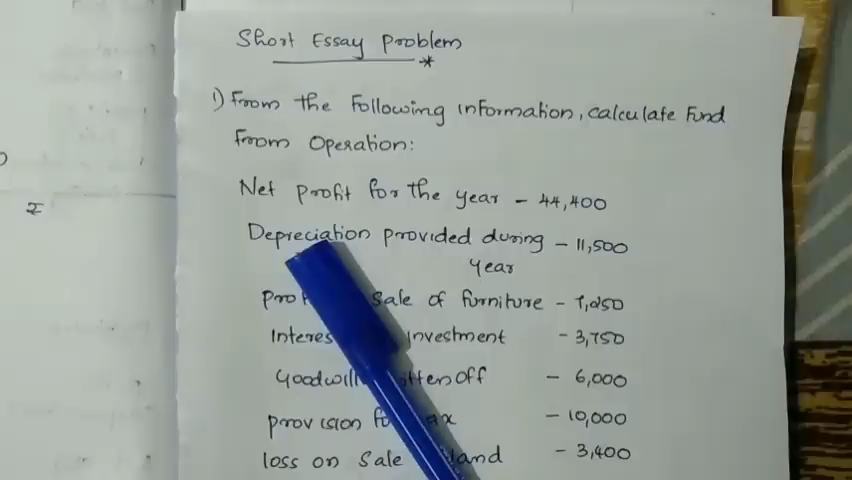 Short Essay Problem
*
1) From the Following information, calculate Fund
From Operation:
Net profit for the year - 44,400
Depreciation provided during - 11,500
year
sale of furniture - 1,250
investment - 3,750
Goodwill off - 6,000
provision - 10,000
loss on sale land - 3,400